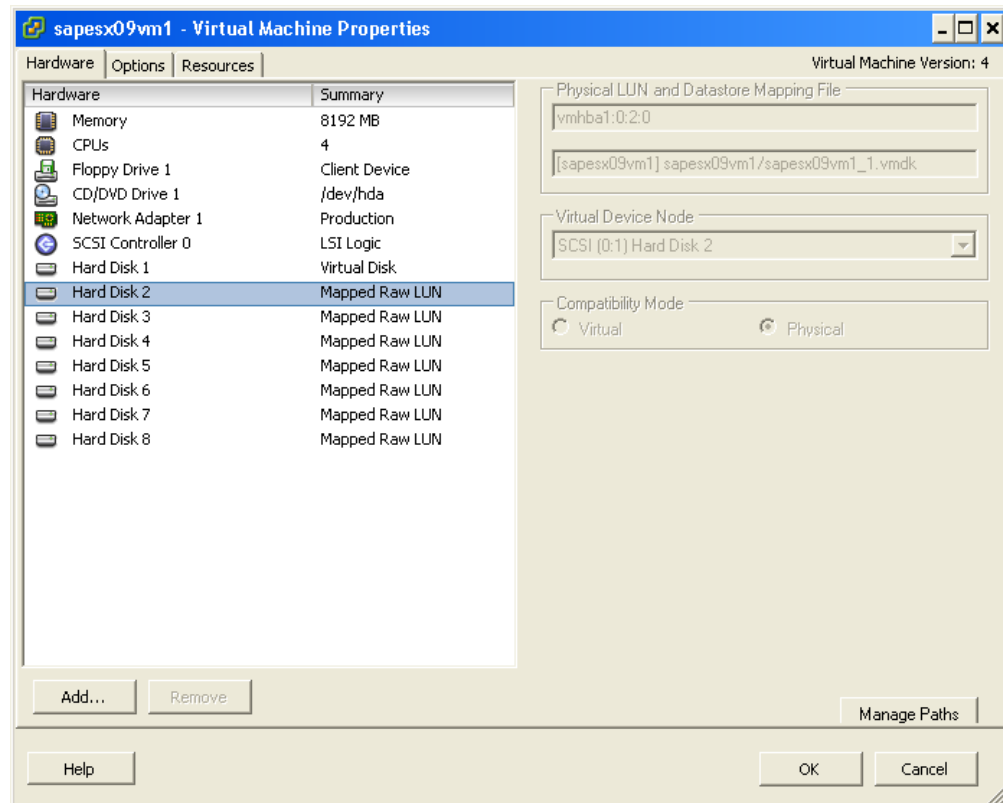 sapesx09vm1 - Virtual Machine Properties
Hardware Options Resources Virtual Machine Version: 4
Hardware Summary
Memory 8192 MB
CPUs 4
Floppy Drive 1 Client Device
CD/DVD Drive 1 /dev/hda
Network Adapter 1 Production
SCSI Controller 0 LSI Logic
Hard Disk 1 Virtual Disk
Hard Disk 2 Mapped Raw LUN
Hard Disk 3 Mapped Raw LUN
Hard Disk 4 Mapped Raw LUN
Hard Disk 5 Mapped Raw LUN
Hard Disk 6 Mapped Raw LUN
Hard Disk 7 Mapped Raw LUN
Hard Disk 8 Mapped Raw LUN
Physical LUN and Datastore Mapping File
vmhba1:0:2:0
[sapesx09vm1] sapesx09vm1/sapesx09vm1_1.vmdk
Virtual Device Node
SCSI (0:1) Hard Disk 2
Compatibility Mode
Virtual Physical
Add... Remove
Manage Paths
Help OK Cancel